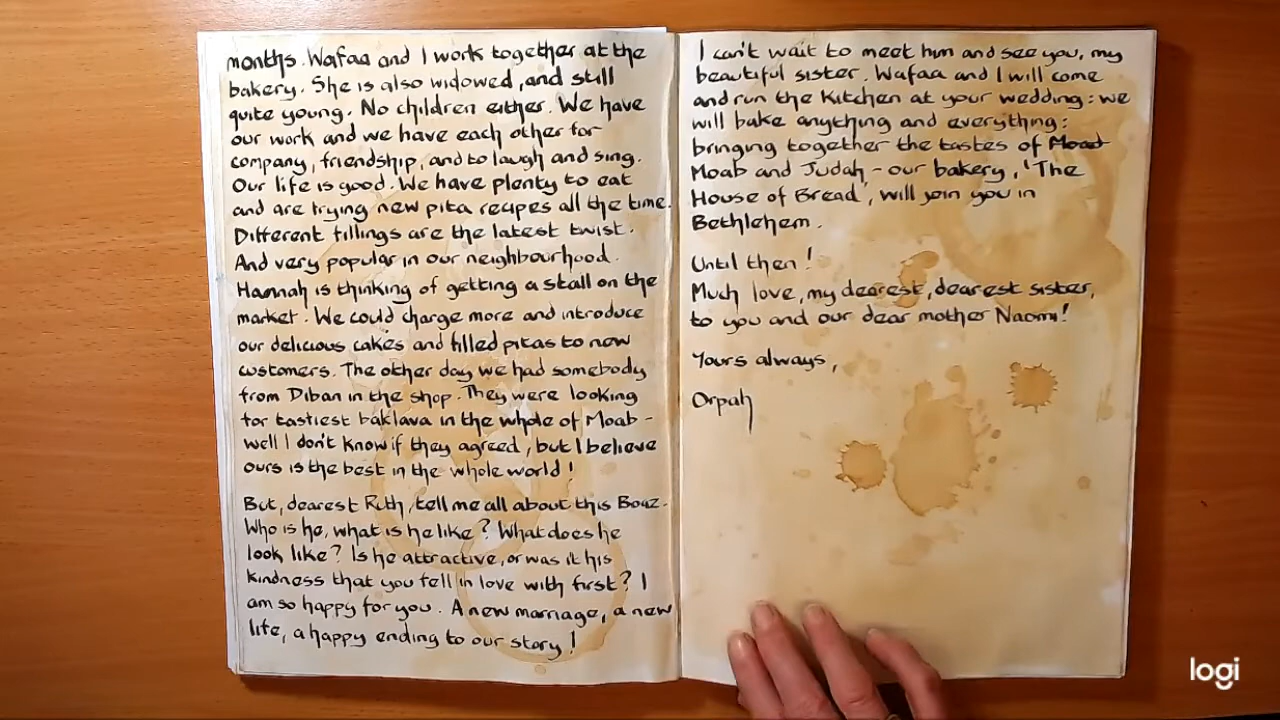 months. Wafaa and I work together at the
bakery. She is also widowed, and still
quite young. No children either. We have
our work and we have each other for
company, friendship, and to laugh and sing.
Our life is good. We have plenty to eat
and are trying new pita recipes all the time.
Different fillings are the latest twist.
And very popular in our neighbourhood.
Hannah is thinking of getting a stall on the
market. We could charge more and introduce
our delicious cakes and filled pitas to new
customers. The other day we had somebody
from Diban in the shop. They were looking
for tastiest baklava in the whole of Moab -
well I don't know if they agreed, but I believe
ours is the best in the whole world!
But, dearest Ruth, tell me all about this Boaz.
Who is he, what is he like? What does he
look like? Is he attractive, or was it his
kindness that you fell in love with first? I
am so happy for you. A new marriage, a new
life, a happy ending to our story!
I can't wait to meet him and see you, my
beautiful sister. Wafaa and I will come
and run the kitchen at your wedding: we
will bake anything and everything:
bringing together the tastes of Moad
Moab and Judah - our bakery, 'The
House of Bread', will join you in
Bethlehem.
Until then!
Much love, my dearest, dearest sister,
to you and our dear mother Naomi!
Yours always,
Orpah
logi